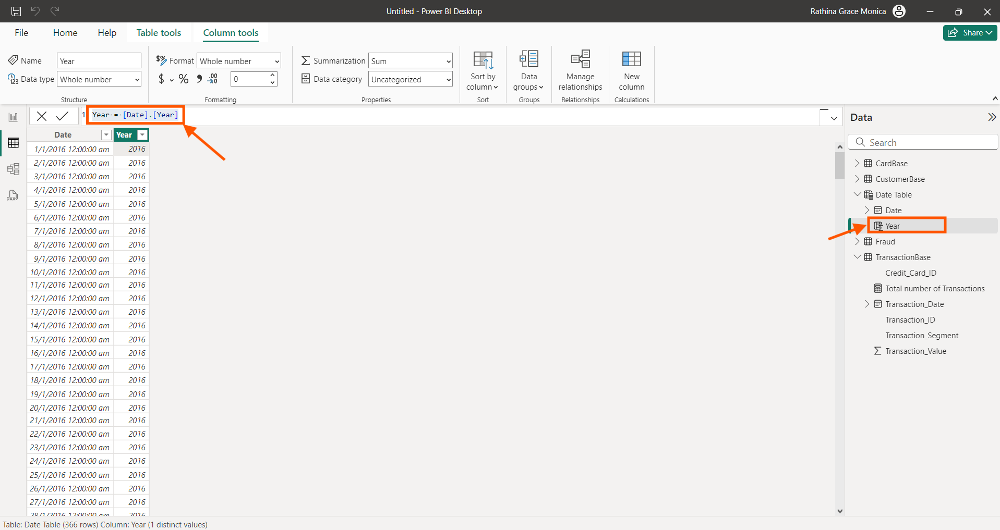 Untitled - Power BI Desktop
Rathina Grace Monica
File
Home
Help
Table tools
Column tools
Share
Name
Year
Data type
Whole number
Structure
$% Format
Whole number
$
%
,
.00
→.0
0
Formatting
Summarization
Sum
Data category
Uncategorized
Properties
Sort by
column
Sort
Data
groups
Groups
Manage
relationships
Relationships
New
column
Calculations
1
Year = [Date].[Year]
DAX
Date
Year
1/1/2016 12:00:00 am 2016
2/1/2016 12:00:00 am 2016
3/1/2016 12:00:00 am 2016
4/1/2016 12:00:00 am 2016
5/1/2016 12:00:00 am 2016
6/1/2016 12:00:00 am 2016
7/1/2016 12:00:00 am 2016
8/1/2016 12:00:00 am 2016
9/1/2016 12:00:00 am 2016
10/1/2016 12:00:00 am 2016
11/1/2016 12:00:00 am 2016
12/1/2016 12:00:00 am 2016
13/1/2016 12:00:00 am 2016
14/1/2016 12:00:00 am 2016
15/1/2016 12:00:00 am 2016
16/1/2016 12:00:00 am 2016
17/1/2016 12:00:00 am 2016
18/1/2016 12:00:00 am 2016
19/1/2016 12:00:00 am 2016
20/1/2016 12:00:00 am 2016
21/1/2016 12:00:00 am 2016
22/1/2016 12:00:00 am 2016
23/1/2016 12:00:00 am 2016
24/1/2016 12:00:00 am 2016
25/1/2016 12:00:00 am 2016
26/1/2016 12:00:00 am 2016
27/1/2016 12:00:00 am 2016
28/1/2016 12:00:00 am 2016
Data
Search
CardBase
CustomerBase
Date Table
Date
Year
Fraud
TransactionBase
Credit_Card_ID
Total number of Transactions
Transaction_Date
Transaction_ID
Transaction_Segment
Transaction_Value
Table: Date Table (366 rows) Column: Year (1 distinct values)